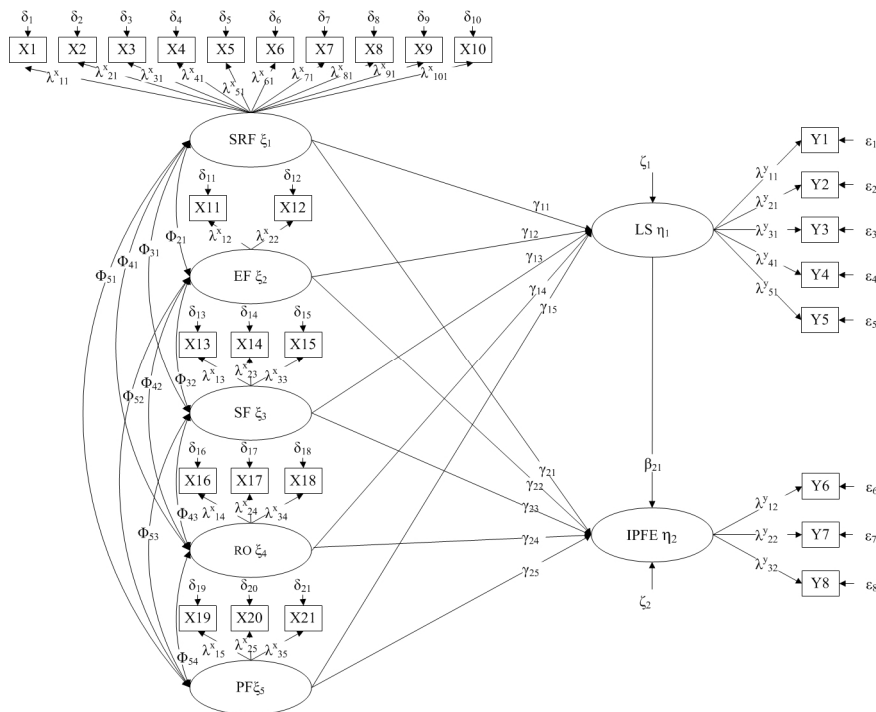 δ₁ δ₂ δ₃ δ₄ δ₅ δ₆ δ₇ δ₈ δ₉ δ₁₀
X1 X2 X3 X4 X5 X6 X7 X8 X9 X10
λˣ₁₁ λˣ₂₁ λˣ₃₁ λˣ₄₁ λˣ₅₁ λˣ₆₁ λˣ₇₁ λˣ₈₁ λˣ₉₁ λˣ₁₀₁
SRF ξ₁
δ₁₁ δ₁₂
X11 X12
λˣ₁₂ λˣ₂₂
EF ξ₂
δ₁₃ δ₁₄ δ₁₅
X13 X14 X15
λˣ₁₃ λˣ₂₃ λˣ₃₃
SF ξ₃
δ₁₆ δ₁₇ δ₁₈
X16 X17 X18
λˣ₁₄ λˣ₂₄ λˣ₃₄
RO ξ₄
δ₁₉ δ₂₀ δ₂₁
X19 X20 X21
λˣ₁₅ λˣ₂₅ λˣ₃₅
PFξ₅
Φ₂₁
Φ₃₁
Φ₄₁
Φ₅₁
Φ₃₂
Φ₄₂
Φ₅₂
Φ₄₃
Φ₅₃
Φ₅₄
γ₁₁
γ₁₂
γ₁₃
γ₁₄
γ₁₅
γ₂₁
γ₂₂
γ₂₃
γ₂₄
γ₂₅
ζ₁
LS η₁
β₂₁
IPFE η₂
ζ₂
λʸ₁₁ Y1 ε₁
λʸ₂₁ Y2 ε₂
λʸ₃₁ Y3 ε₃
λʸ₄₁ Y4 ε₄
λʸ₅₁ Y5 ε₅
λʸ₁₂ Y6 ε₆
λʸ₂₂ Y7 ε₇
λʸ₃₂ Y8 ε₈